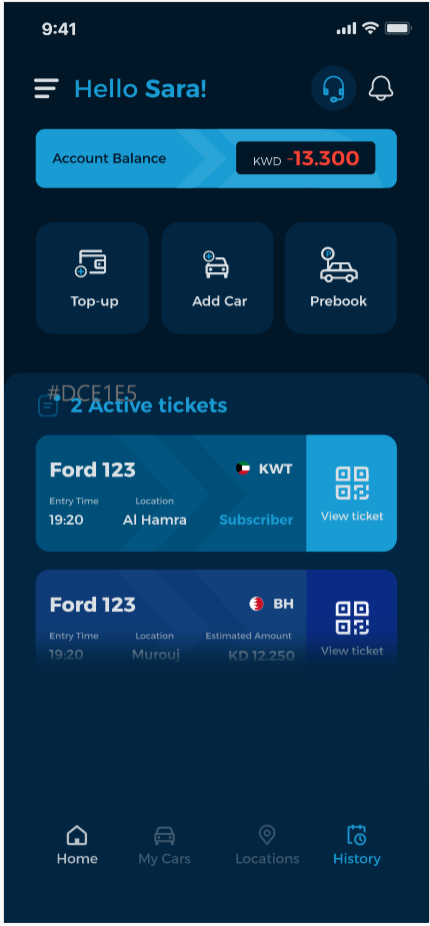 9:41
Hello Sara!
Account Balance
KWD -13.300
Top-up
Add Car
Prebook
#DCE1E5
2 Active tickets
Ford 123
KWT
Entry Time
Location
19:20
Al Hamra
Subscriber
View ticket
Ford 123
BH
Entry Time
Location
Estimated Amount
19:20
Murouj
KD 12.250
View ticket
Home
My Cars
Locations
History